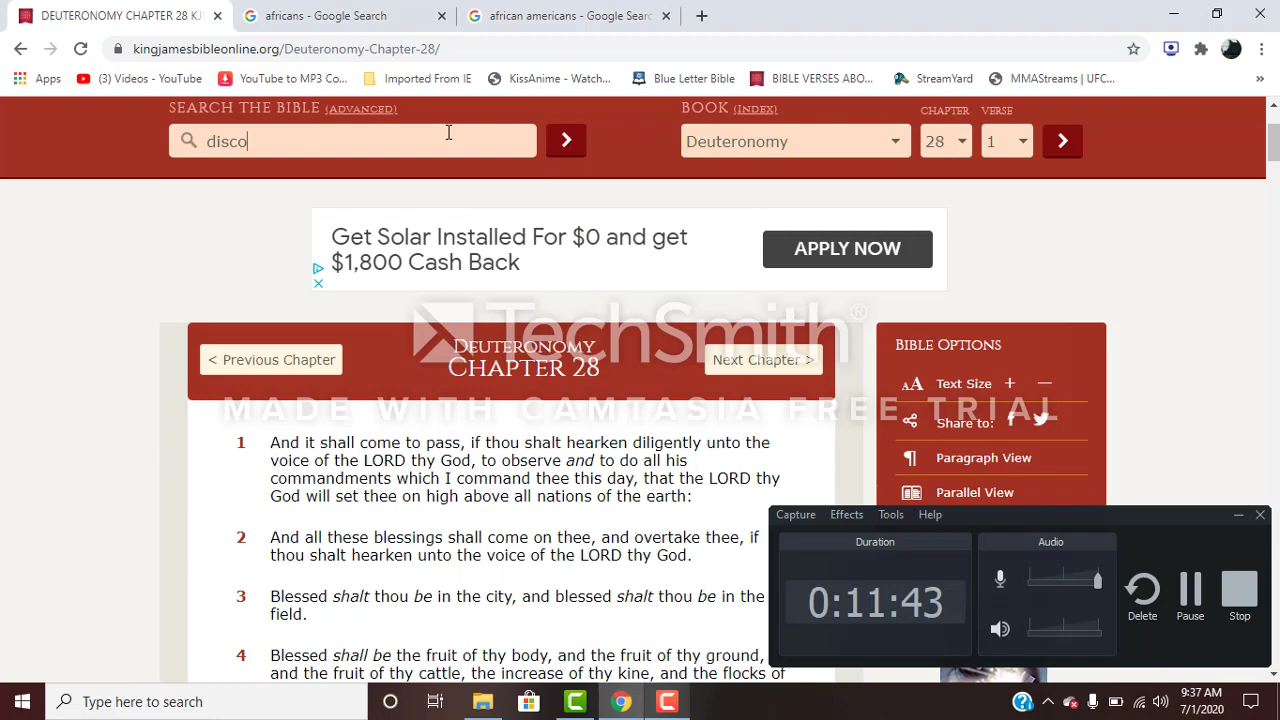 DEUTERONOMY CHAPTER 28 KJ
africans - Google Search
african americans - Google Searc
kingjamesbibleonline.org/Deuteronomy-Chapter-28/
Apps
(3) Videos - YouTube
YouTube to MP3 Co...
Imported From IE
KissAnime - Watch...
Blue Letter Bible
BIBLE VERSES ABO...
StreamYard
MMAStreams | UFC...
»
SEARCH THE BIBLE (ADVANCED)
BOOK (INDEX)
CHAPTER
VERSE
disco
Deuteronomy
28
1
Get Solar Installed For $0 and get
$1,800 Cash Back
APPLY NOW
TechSmith®
MADE WITH CAMTASIA FREE TRIAL
< Previous Chapter
DEUTERONOMY
CHAPTER 28
Next Chapter >
BIBLE OPTIONS
AA Text Size + —
Share to:
¶ Paragraph View
Parallel View
1 And it shall come to pass, if thou shalt hearken diligently unto the
voice of the LORD thy God, to observe and to do all his
commandments which I command thee this day, that the LORD thy
God will set thee on high above all nations of the earth:
2 And all these blessings shall come on thee, and overtake thee, if
thou shalt hearken unto the voice of the LORD thy God.
3 Blessed shalt thou be in the city, and blessed shalt thou be in the
field.
4 Blessed shall be the fruit of thy body, and the fruit of thy ground,
and the fruit of thy cattle, the increase of thy kine, and the flocks of
Capture Effects Tools Help
Duration
Audio
0:11:43
Delete
Pause
Stop
Type here to search
9:37 AM
7/1/2020